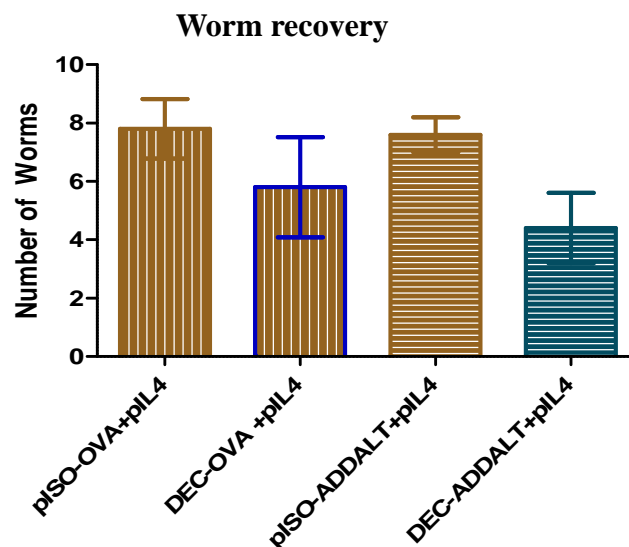 Worm recovery
Number of Worms
10
8
6
4
2
0
pISO-OVA+pIL4
DEC-OVA +pIL4
pISO-ADDALT+pIL4
DEC-ADDALT+pIL4